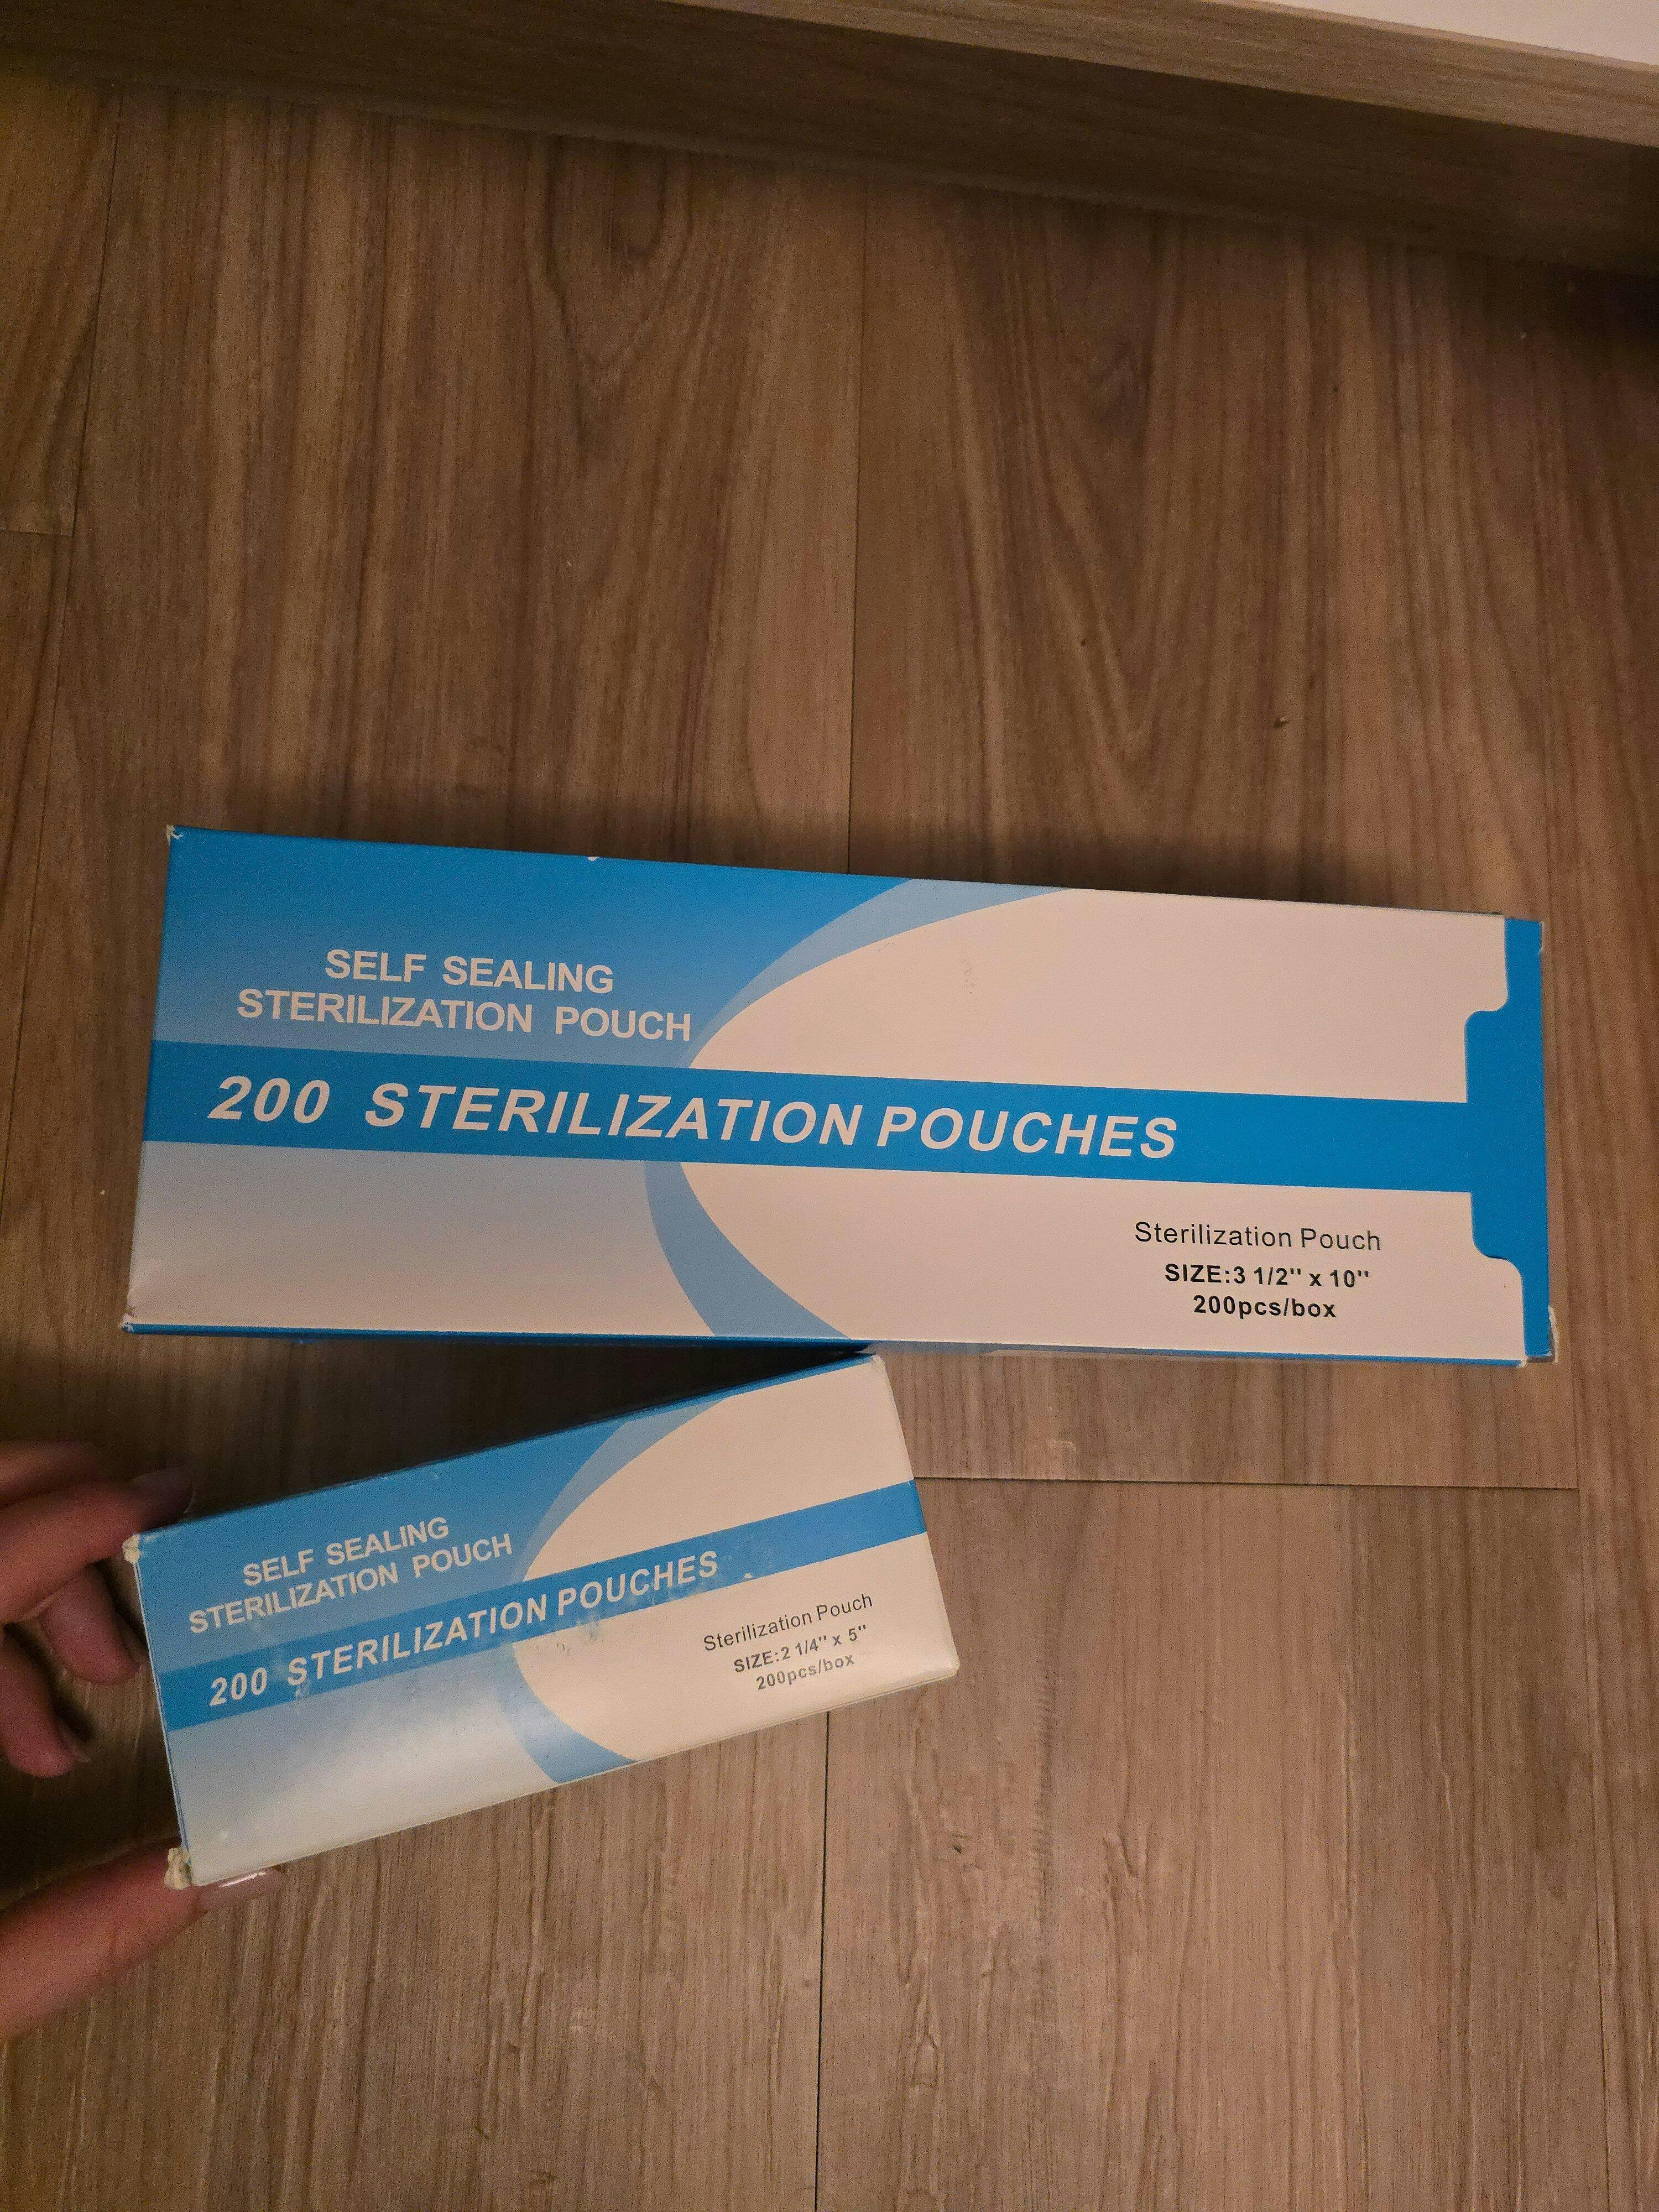 SELF SEALING
STERILIZATION POUCH
200 STERILIZATION POUCHES
Sterilization Pouch
SIZE:3 1/2'' x 10''
200pcs/box
SELF SEALING
STERILIZATION POUCH
200 STERILIZATION POUCHES
Sterilization Pouch
SIZE:2 1/4'' x 5''
200pcs/box